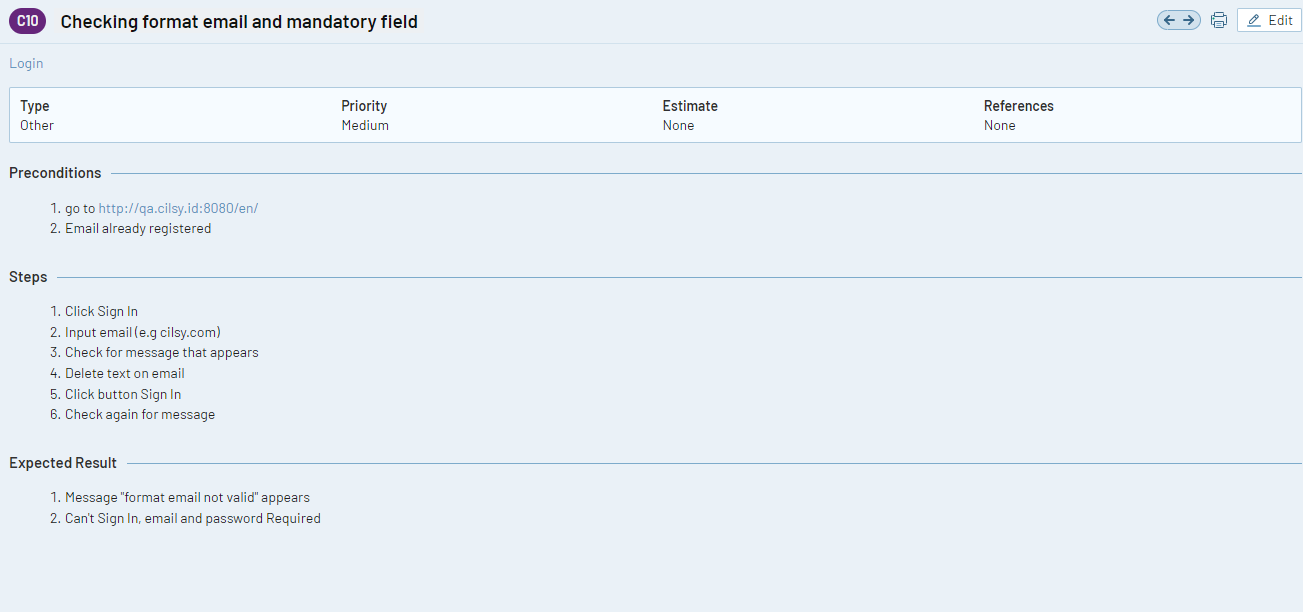 C10 Checking format email and mandatory field Edit
Login
Type Priority Estimate References
Other Medium None None
Preconditions
1. go to http://qa.cilsy.id:8080/en/
2. Email already registered
Steps
1. Click Sign In
2. Input email (e.g cilsy.com)
3. Check for message that appears
4. Delete text on email
5. Click button Sign In
6. Check again for message
Expected Result
1. Message "format email not valid" appears
2. Can't Sign In, email and password Required